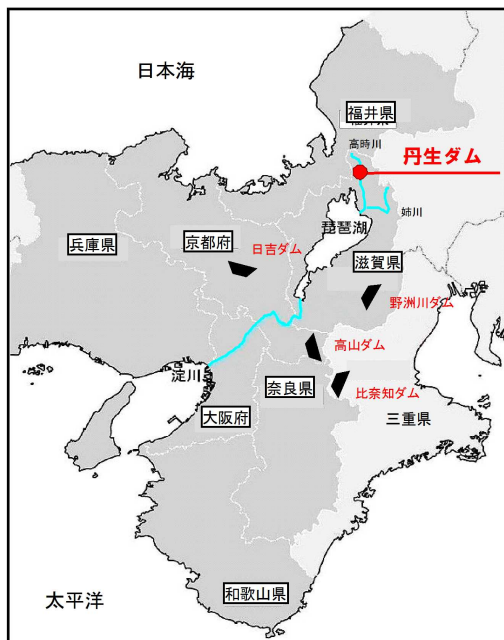 日本海
福井県
高時川
丹生ダム
姉川
琵琶湖
兵庫県
京都府
日吉ダム
滋賀県
野洲川ダム
高山ダム
淀川
奈良県
比奈知ダム
大阪府
三重県
和歌山県
太平洋